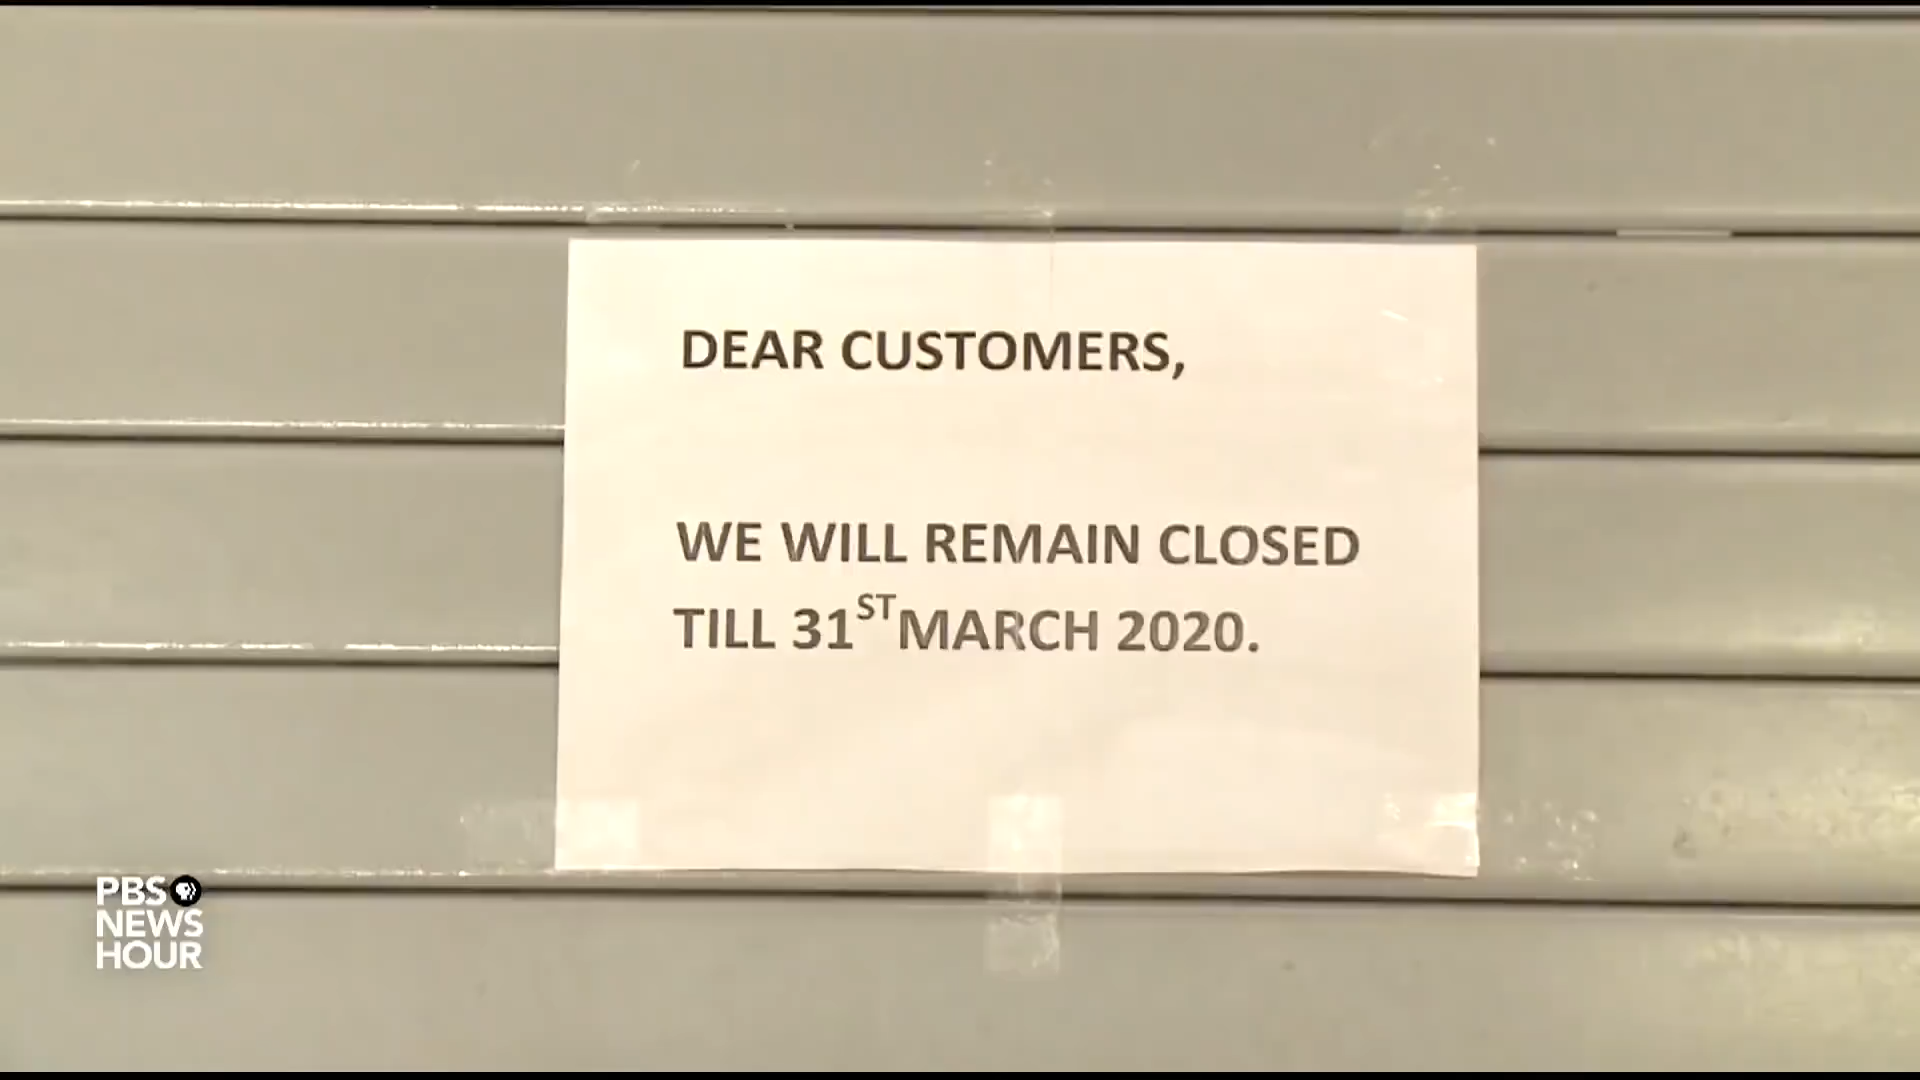 DEAR CUSTOMERS,
WE WILL REMAIN CLOSED
TILL 31ST MARCH 2020.
PBS
NEWS
HOUR